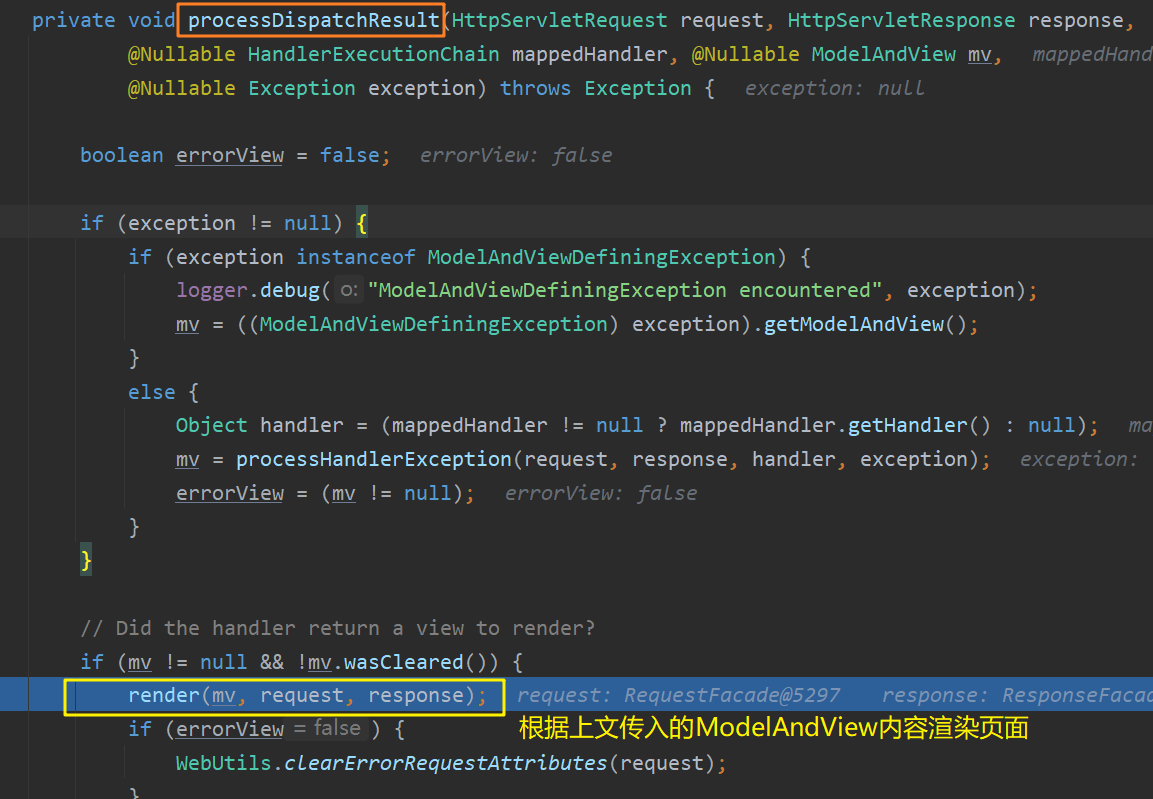 private void processDispatchResult(HttpServletRequest request, HttpServletResponse response,
@Nullable HandlerExecutionChain mappedHandler, @Nullable ModelAndView mv, mappedHand
@Nullable Exception exception) throws Exception { exception: null
boolean errorView = false; errorView: false
if (exception != null) {
if (exception instanceof ModelAndViewDefiningException) {
logger.debug( o: "ModelAndViewDefiningException encountered", exception);
mv = ((ModelAndViewDefiningException) exception).getModelAndView();
}
else {
Object handler = (mappedHandler != null ? mappedHandler.getHandler() : null); ma
mv = processHandlerException(request, response, handler, exception); exception:
errorView = (mv != null); errorView: false
}
}
// Did the handler return a view to render?
if (mv != null && !mv.wasCleared()) {
render(mv, request, response); request: RequestFacade@5297 response: ResponseFacad
if (errorView = false ) { 根据上文传入的ModelAndView内容渲染页面
WebUtils.clearErrorRequestAttributes(request);
}